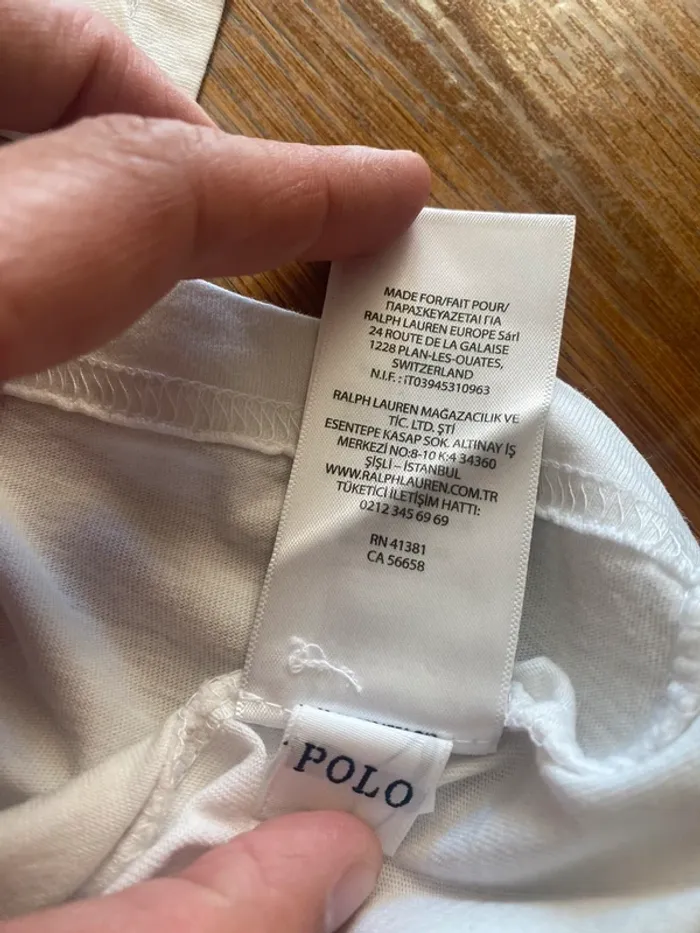 MADE FOR/FAIT POUR/
ΠΑΡΑΣΚΕΥΑΖΕΤΑΙ ΓΙΑ
RALPH LAUREN EUROPE Sàrl
24 ROUTE DE LA GALAISE
1228 PLAN-LES-OUATES,
SWITZERLAND
N.I.F. : IT03945310963
RALPH LAUREN MAĞAZACILIK VE
TİC. LTD. ŞTİ
ESENTEPE KASAP SOK. ALTINAY İŞ
MERKEZİ NO:8-10 K:4 34360
ŞİŞLİ – İSTANBUL
WWW.RALPHLAUREN.COM.TR
TÜKETİCİ İLETİŞİM HATTI:
0212 345 69 69
RN 41381
CA 56658
POLO